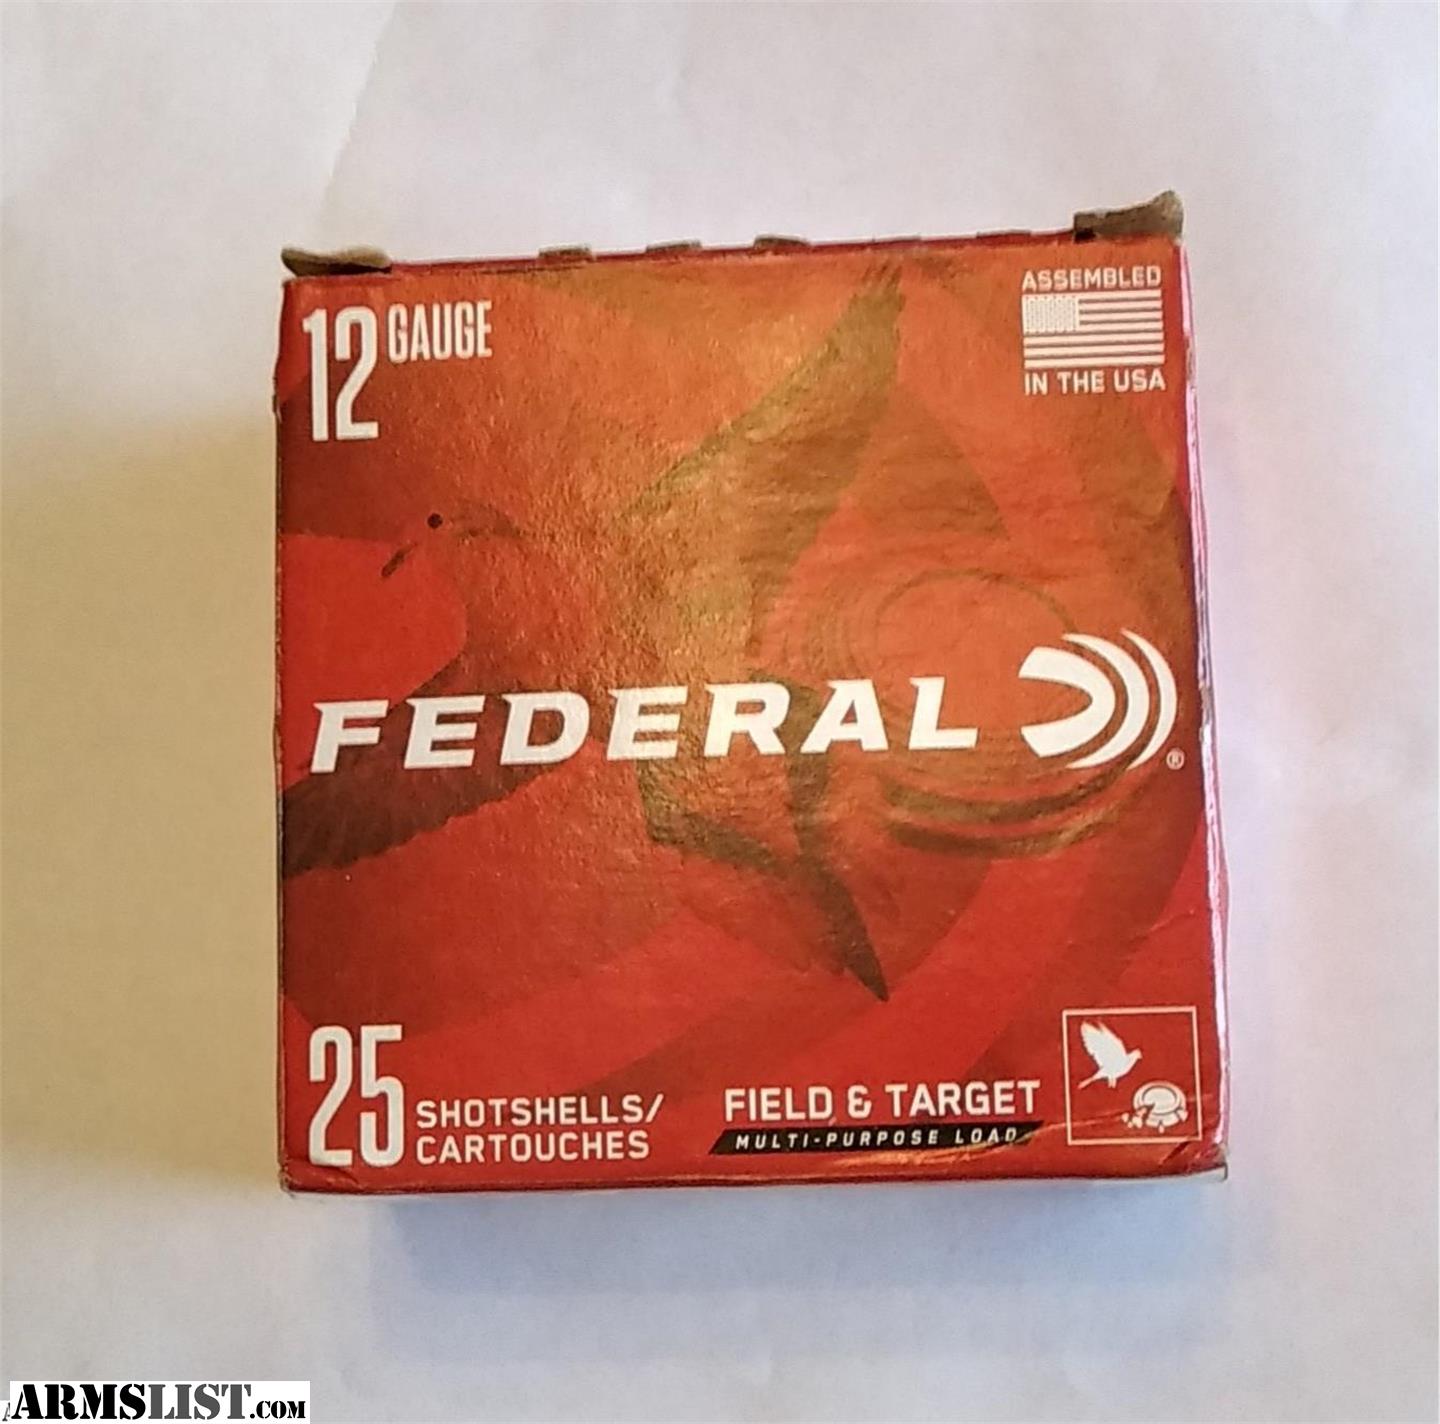 12 GAUGE
ASSEMBLED
IN THE USA
FEDERAL
®
25 SHOTSHELLS/
CARTOUCHES
FIELD & TARGET
MULTI-PURPOSE LOAD
ARMSLIST.COM